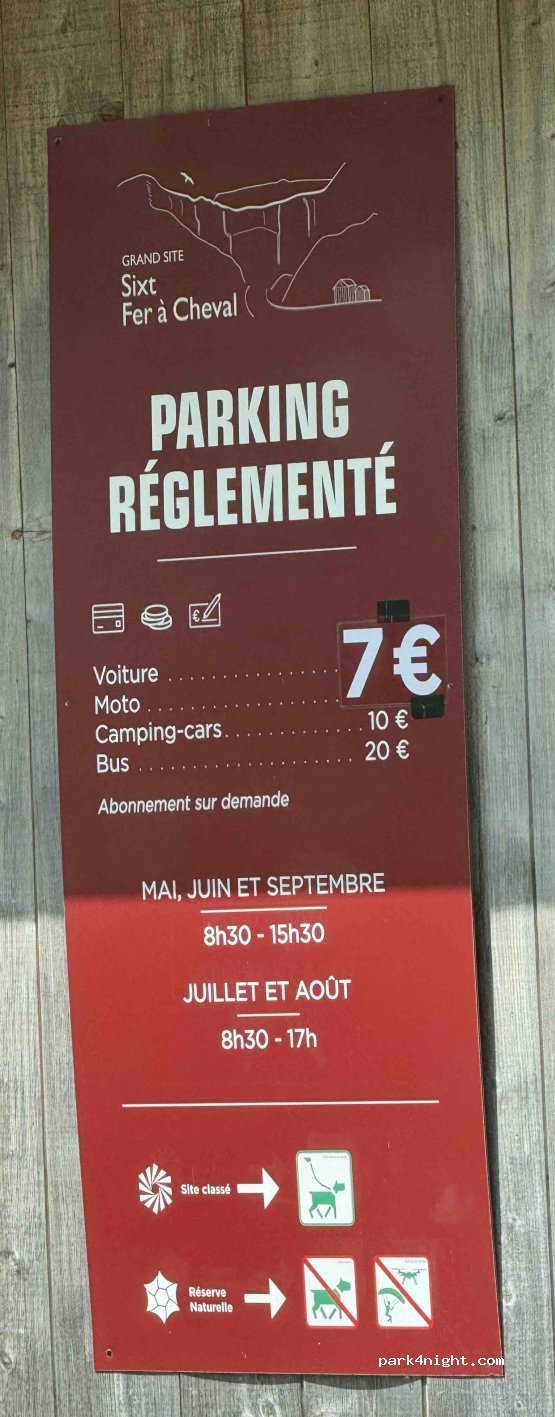 GRAND SITE
Sixt
Fer à Cheval
PARKING
RÉGLEMENTÉ
€
Voiture . . . . . . . . . . . . . . . . . . . . 7€
Moto . . . . . . . . . . . . . . . . . . . . . .
Camping-cars . . . . . . . . . . . . . . 10 €
Bus . . . . . . . . . . . . . . . . . . . . . . 20 €
Abonnement sur demande
MAI, JUIN ET SEPTEMBRE
8h30 - 15h30
JUILLET ET AOÛT
8h30 - 17h
Site classé
Réserve
Naturelle
park4night.com